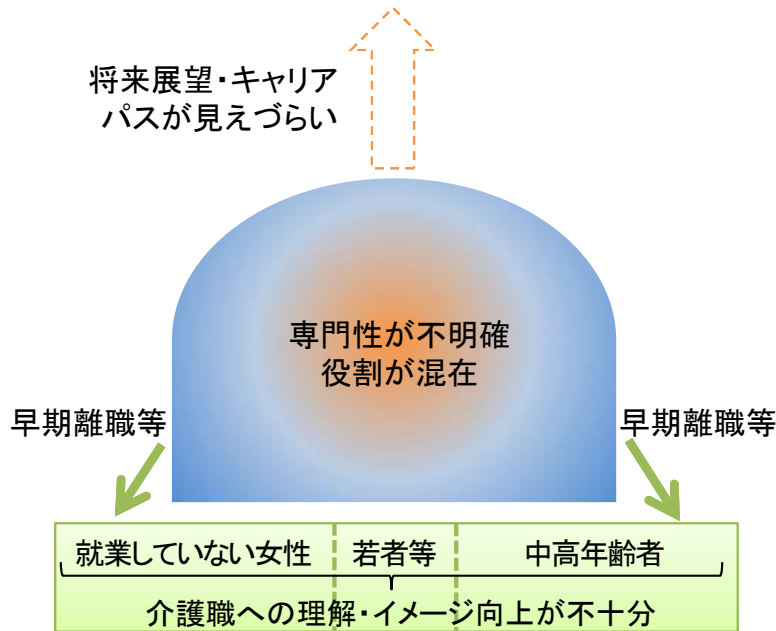 将来展望・キャリア
パスが見えづらい
専門性が不明確
役割が混在
早期離職等
早期離職等
就業していない女性
若者等
中高年齢者
介護職への理解・イメージ向上が不十分